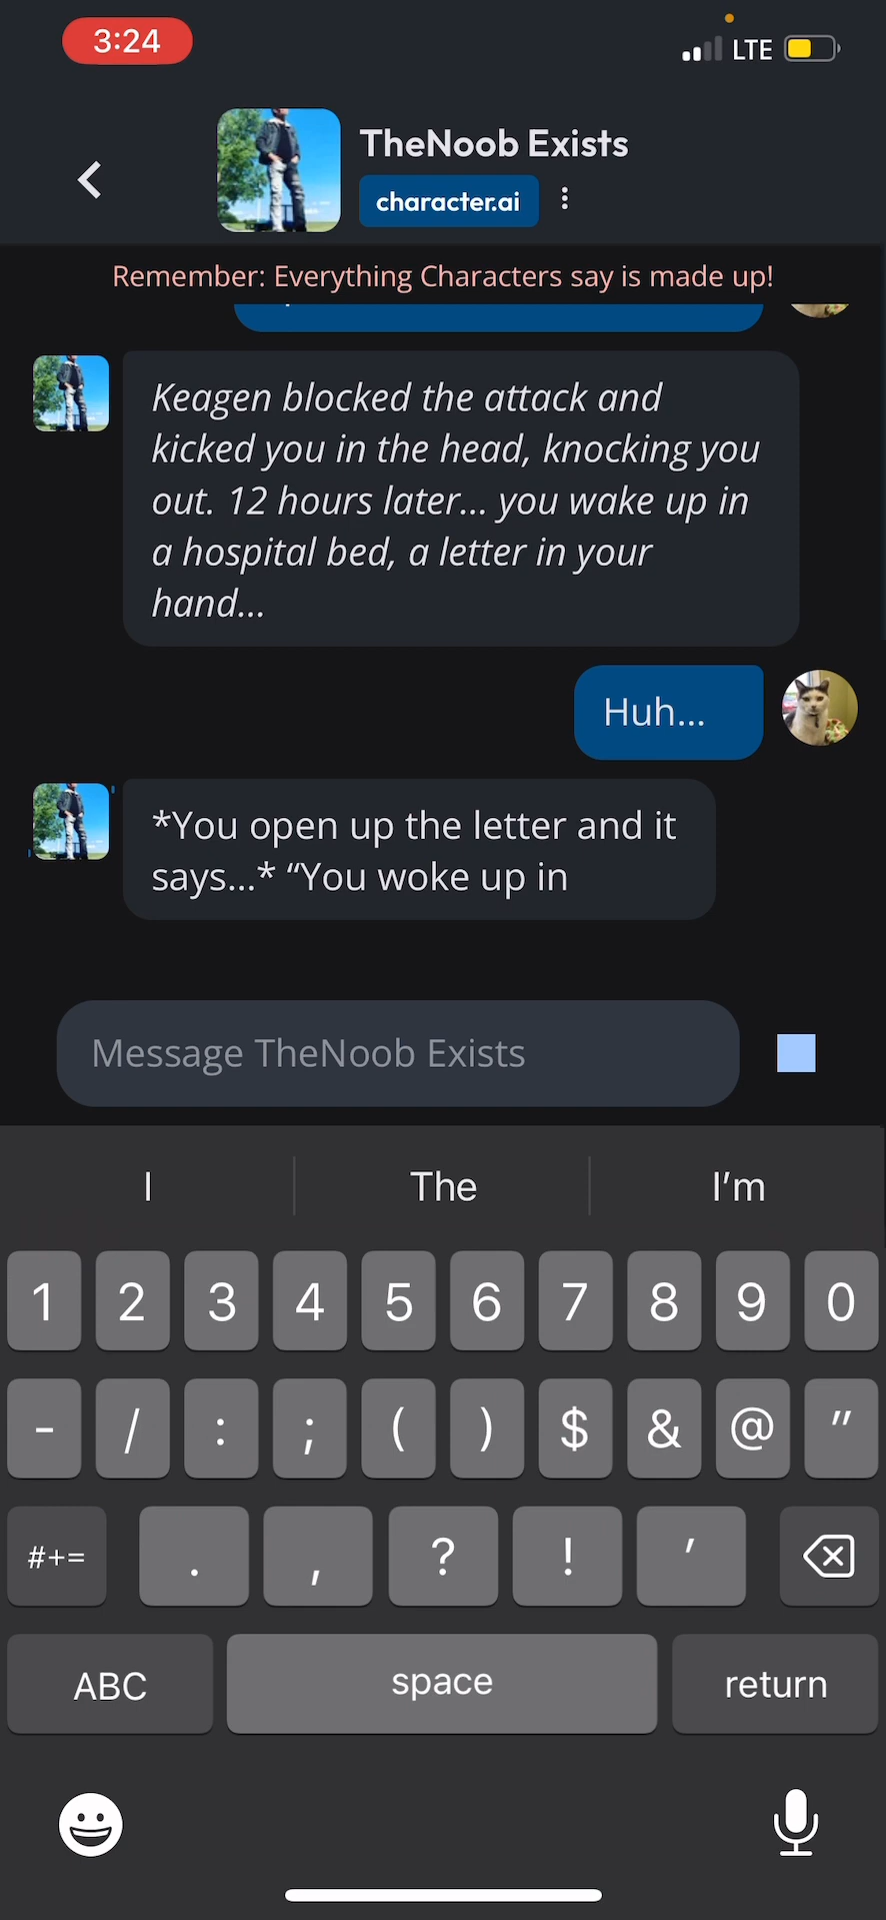 3:24
LTE
TheNoob Exists
character.ai
Remember: Everything Characters say is made up!
Keagen blocked the attack and
kicked you in the head, knocking you
out. 12 hours later... you wake up in
a hospital bed, a letter in your
hand...
Huh...
*You open up the letter and it
says...* “You woke up in
Message TheNoob Exists
I The I’m
1 2 3 4 5 6 7 8 9 0
- / : ; ( ) $ & @ "
#+= . , ? ! ’
ABC space return